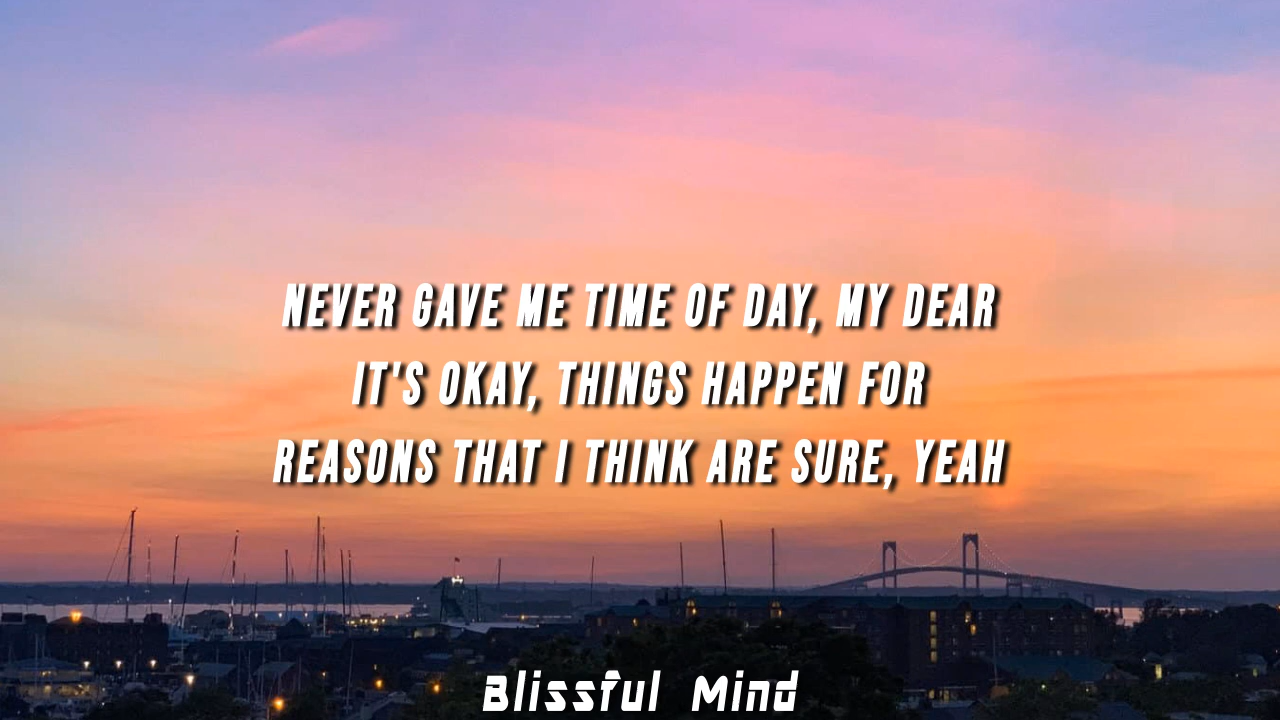 NEVER GAVE ME TIME OF DAY, MY DEAR
IT'S OKAY, THINGS HAPPEN FOR
REASONS THAT I THINK ARE SURE, YEAH
Blissful Mind